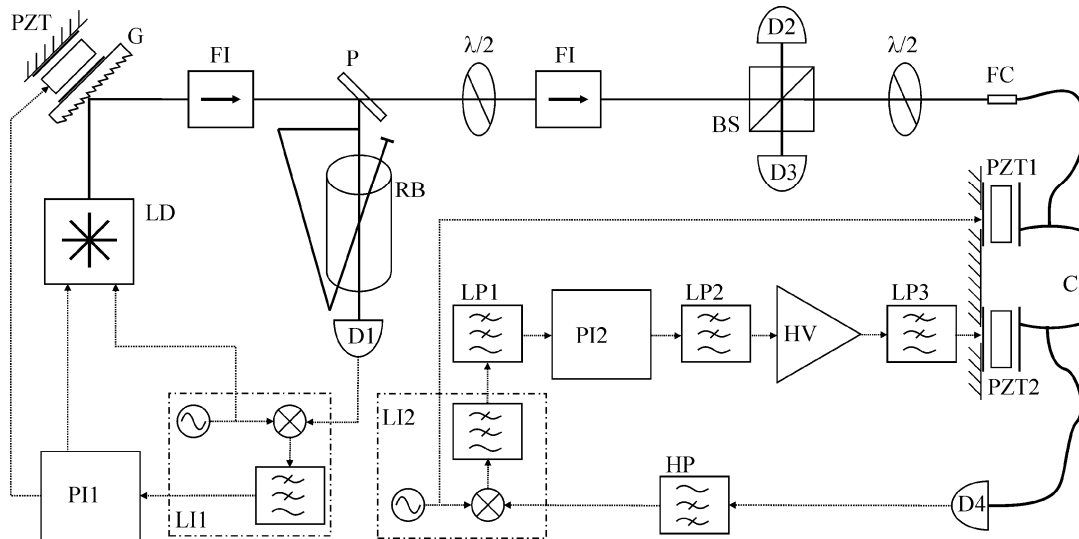 PZT
G
FI
P
λ/2
FI
D2
BS
D3
λ/2
FC
LD
RB
D1
PZT1
C
LP1
PI2
LP2
HV
LP3
PZT2
LI2
HP
D4
PI1
LI1